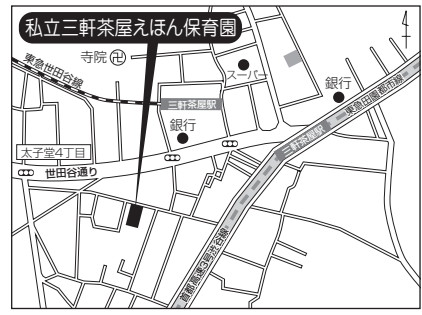 私立三軒茶屋えほん保育園
寺院
東急世田谷線
スーパー
銀行
東急田園都市線
三軒茶屋駅
銀行
三軒茶屋駅
太子堂4丁目
世田谷通り
首都高速3号渋谷線